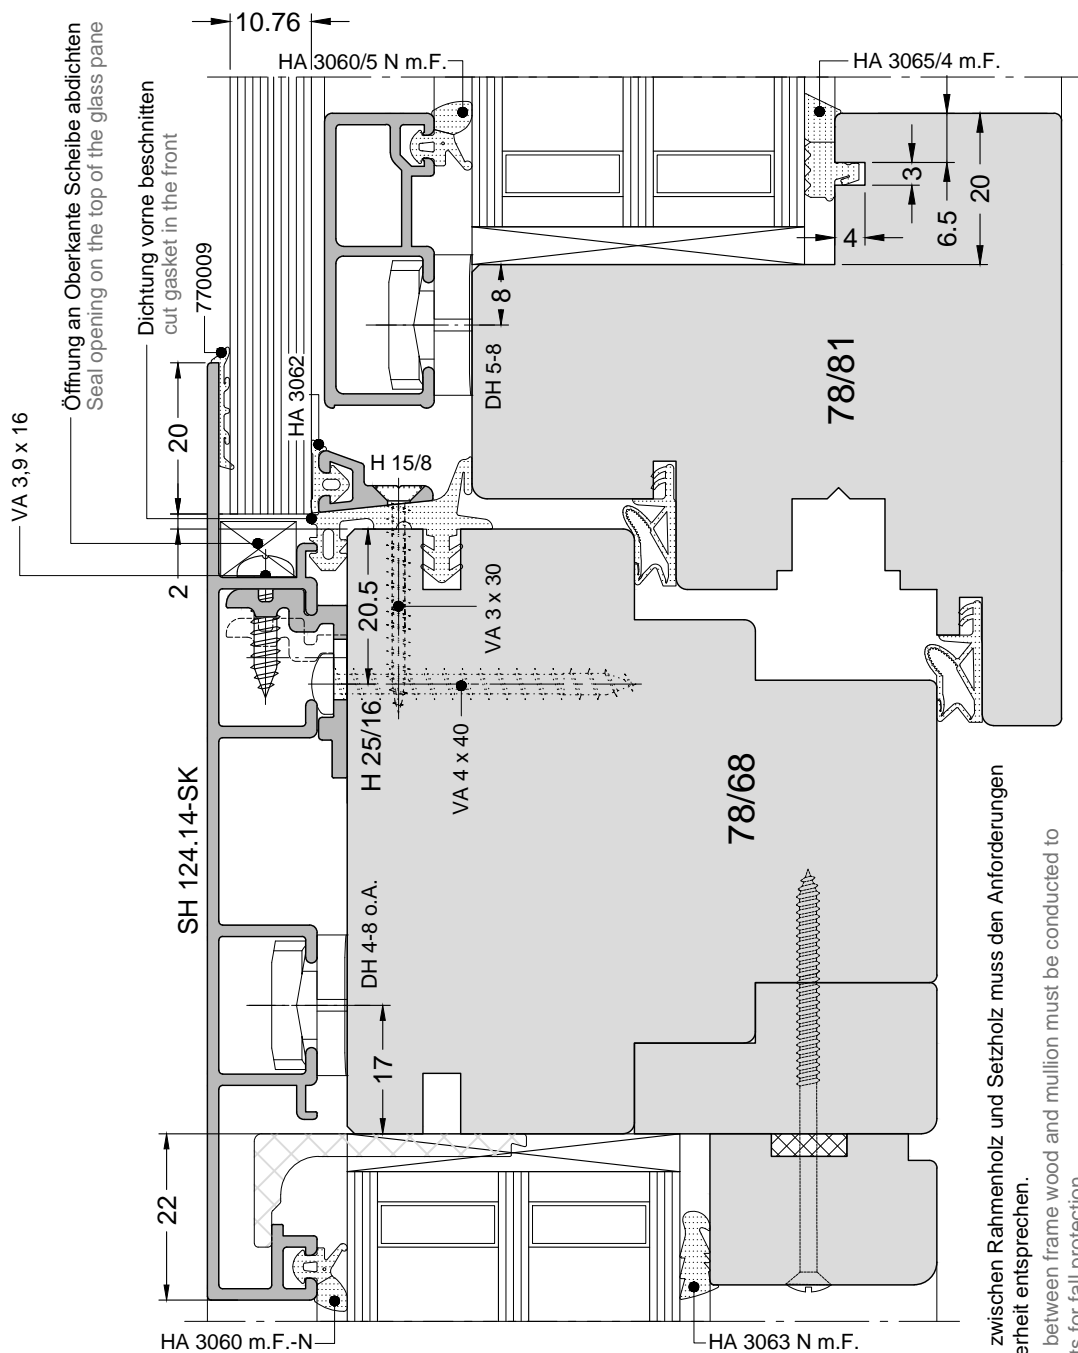 10.76
HA 3060/5 N m.F.
HA 3065/4 m.F.
Öffnung an Oberkante Scheibe abdichten
Seal opening on the top of the glass pane
Dichtung vorne beschnitten
cut gasket in the front
770009
VA 3,9 x 16
20
2
HA 3062
H 15/8
DH 5-8
8
3
4
6.5
20
78/81
20.5
H 25/16
VA 3 x 30
VA 4 x 40
78/68
SH 124.14-SK
DH 4-8 o.A.
17
22
HA 3060 m.F.-N
HA 3063 N m.F.
zwischen Rahmenholz und Setzholz muss den Anforderungen
erheit entsprechen.
between frame wood and mullion must be conducted to
ts for fall protection